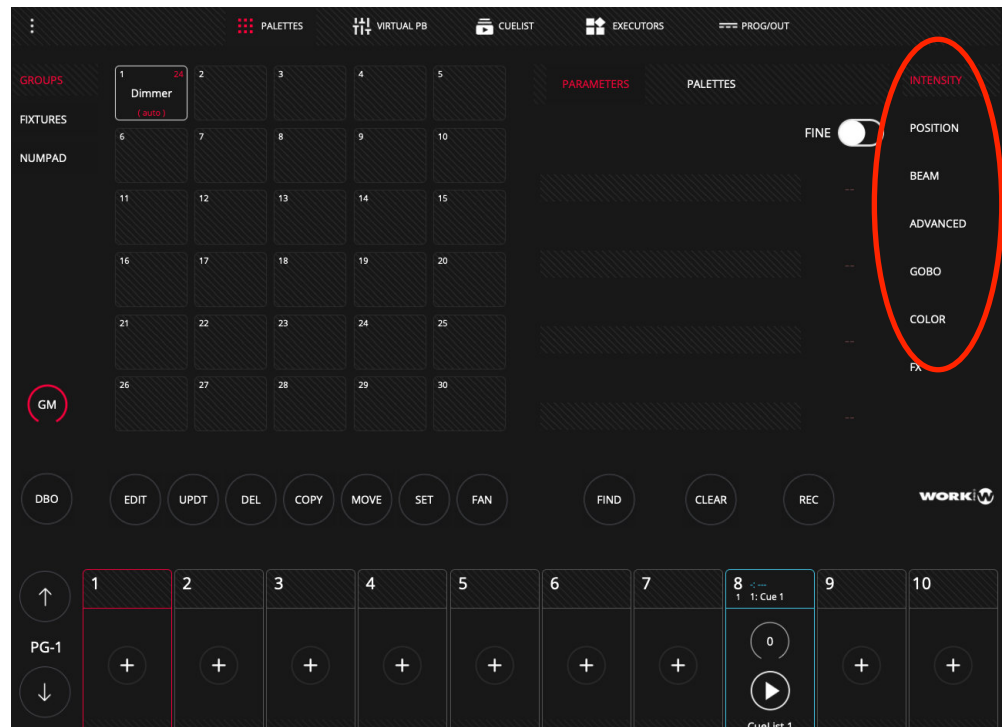 PALETTES VIRTUAL PB CUELIST EXECUTORS PROG/OUT
GROUPS
FIXTURES
NUMPAD
1 24 2 3 4 5
Dimmer
( auto )
6 7 8 9 10
11 12 13 14 15
16 17 18 19 20
21 22 23 24 25
26 27 28 29 30
PARAMETERS PALETTES
FINE
--
--
--
--
INTENSITY
POSITION
BEAM
ADVANCED
GOBO
COLOR
FX
GM
DBO EDIT UPDT DEL COPY MOVE SET FAN FIND CLEAR REC WORK
PG-1
1 2 3 4 5 6 7 8 -: --- 9 10
1 1: Cue 1
+ + + + + + + 0 + +
CueList 1